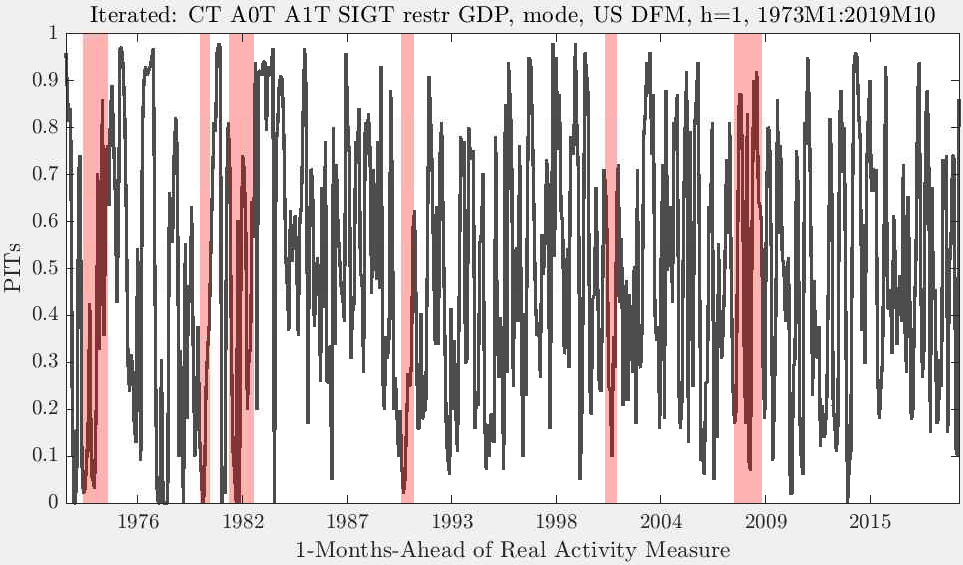 Iterated: CT A0T A1T SIGT restr GDP, mode, US DFM, h=1, 1973M1:2019M10
1
0.9
0.8
0.7
0.6
0.5
0.4
0.3
0.2
0.1
0
PITs
1976 1982 1987 1993 1998 2004 2009 2015
1-Months-Ahead of Real Activity Measure